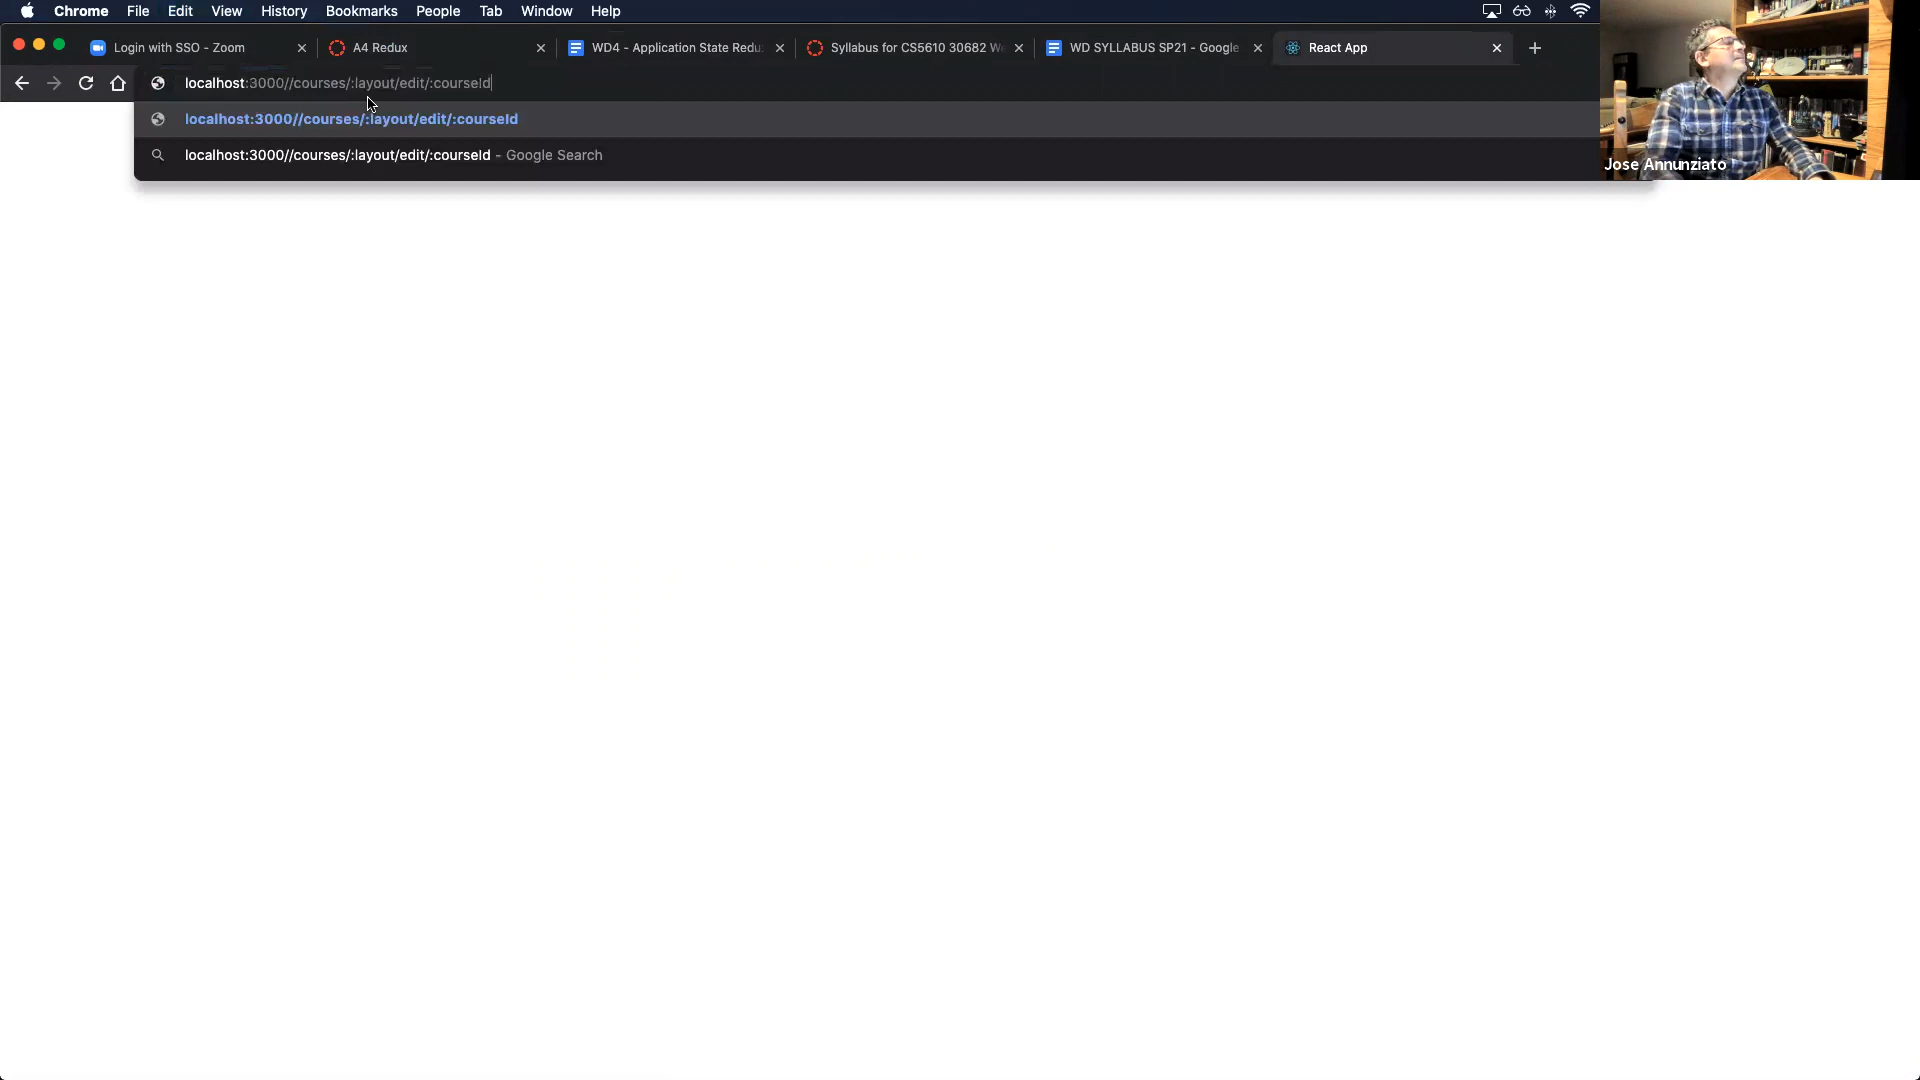 Chrome File Edit View History Bookmarks People Tab Window Help
Login with SSO - Zoom
A4 Redux
WD4 - Application State Redu
Syllabus for CS5610 30682 We
WD SYLLABUS SP21 - Google
React App
localhost:3000//courses/:layout/edit/:courseId
localhost:3000//courses/:layout/edit/:courseId
localhost:3000//courses/:layout/edit/:courseId - Google Search
Jose Annunziato